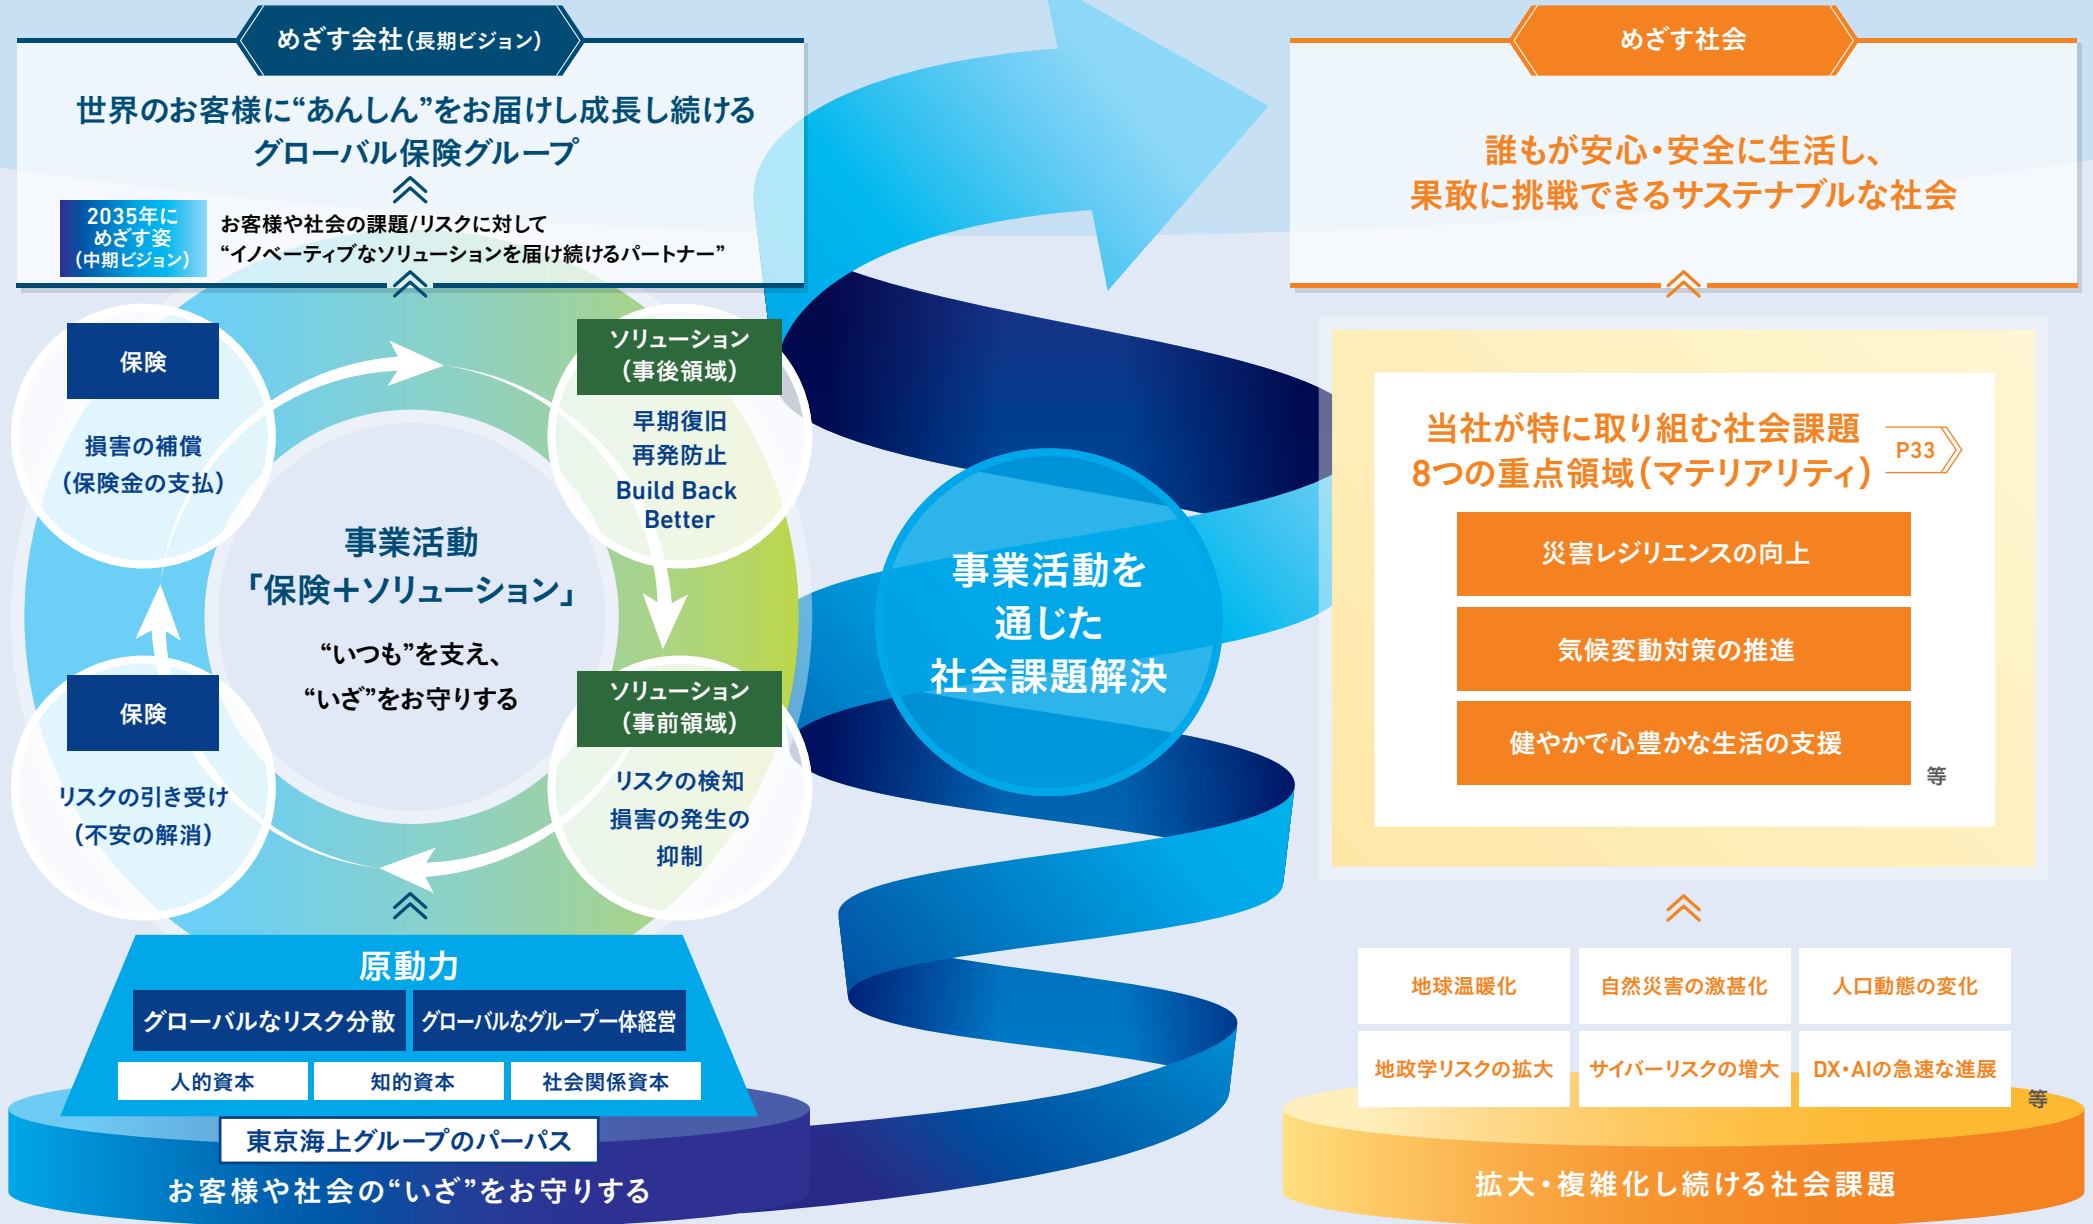 めざす会社(長期ビジョン)
世界のお客様に“あんしん”をお届けし成長し続ける
グローバル保険グループ
2035年に
めざす姿
(中期ビジョン)
お客様や社会の課題/リスクに対して
“イノベーティブなソリューションを届け続けるパートナー”
保険
損害の補償
(保険金の支払)
ソリューション
(事後領域)
早期復旧
再発防止
Build Back
Better
事業活動
「保険+ソリューション」
“いつも”を支え、
“いざ”をお守りする
保険
リスクの引き受け
(不安の解消)
ソリューション
(事前領域)
リスクの検知
損害の発生の
抑制
原動力
グローバルなリスク分散
グローバルなグループ一体経営
人的資本
知的資本
社会関係資本
東京海上グループのパーパス
お客様や社会の“いざ”をお守りする
事業活動を
通じた
社会課題解決
めざす社会
誰もが安心・安全に生活し、
果敢に挑戦できるサステナブルな社会
当社が特に取り組む社会課題
8つの重点領域(マテリアリティ)
P33
災害レジリエンスの向上
気候変動対策の推進
健やかで心豊かな生活の支援
等
地球温暖化
自然災害の激甚化
人口動態の変化
地政学リスクの拡大
サイバーリスクの増大
DX・AIの急速な進展
等
拡大・複雑化し続ける社会課題